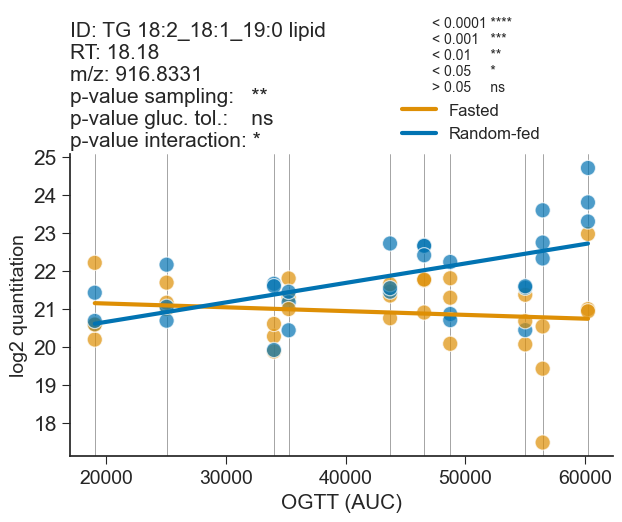 ID: TG 18:2_18:1_19:0 lipid
RT: 18.18
m/z: 916.8331
p-value sampling: **
p-value gluc. tol.: ns
p-value interaction: *
< 0.0001 ****
< 0.001 ***
< 0.01 **
< 0.05 *
> 0.05 ns
Fasted
Random-fed
25
24
23
22
21
20
19
18
log2 quantitation
20000 30000 40000 50000 60000
OGTT (AUC)